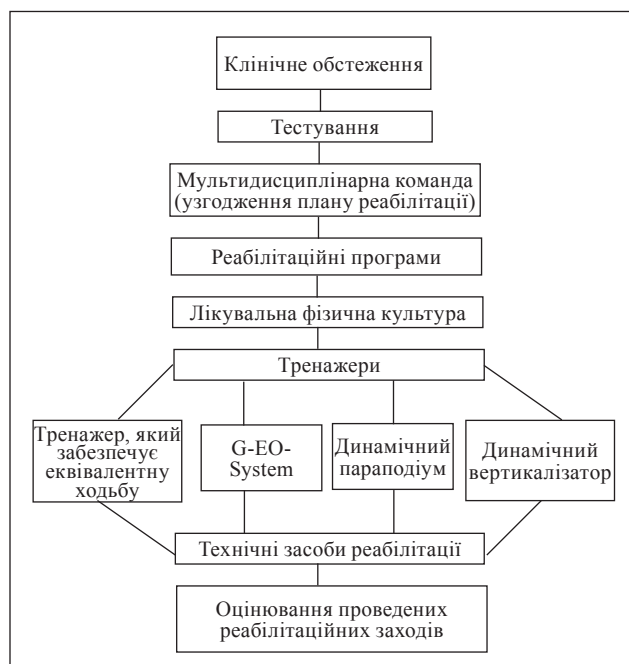 Клінічне обстеження
Тестування
Мультидисциплінарна команда
(узгодження плану реабілітації)
Реабілітаційні програми
Лікувальна фізична культура
Тренажери
Тренажер, який
забезпечує
еквівалентну
ходьбу
G-EO-
System
Динамічний
параподіум
Динамічний
вертикалізатор
Технічні засоби реабілітації
Оцінювання проведених
реабілітаційних заходів